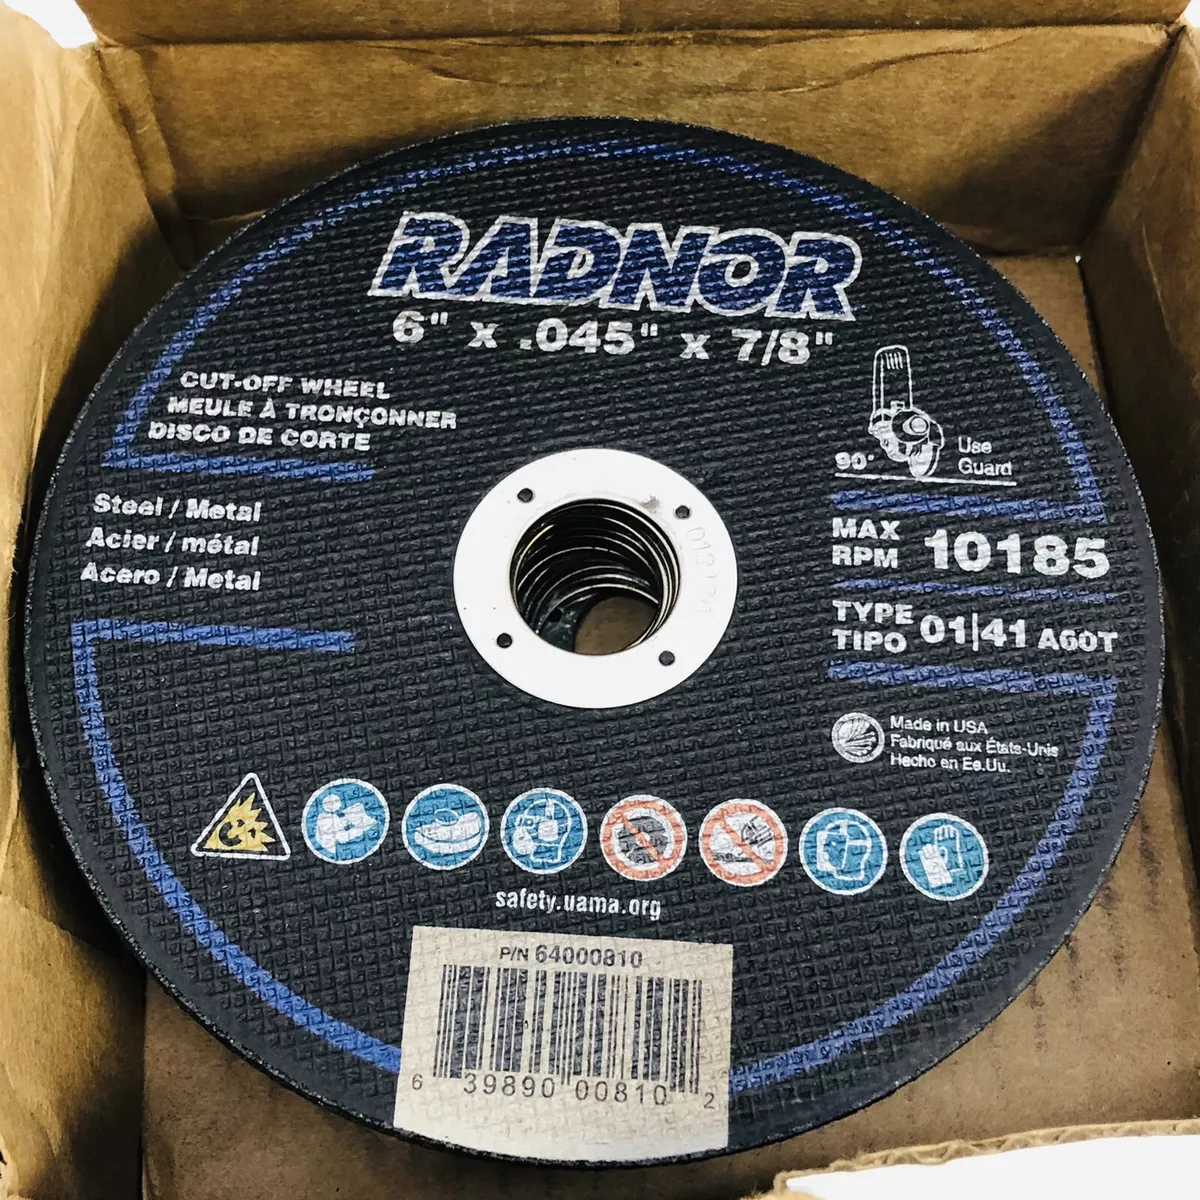 RADNOR
6" x .045" x 7/8"
CUT-OFF WHEEL
MEULE À TRONÇONNER
DISCO DE CORTE
Steel / Metal
Acier / métal
Acero / Metal
90°
Use
Guard
MAX
RPM
10185
TYPE
TIPO
01|41 A60T
Made in USA
Fabriqué aux États-Unis
Hecho en Ee.Uu.
safety.uama.org
P/N 64000810
6 39890 00810 2